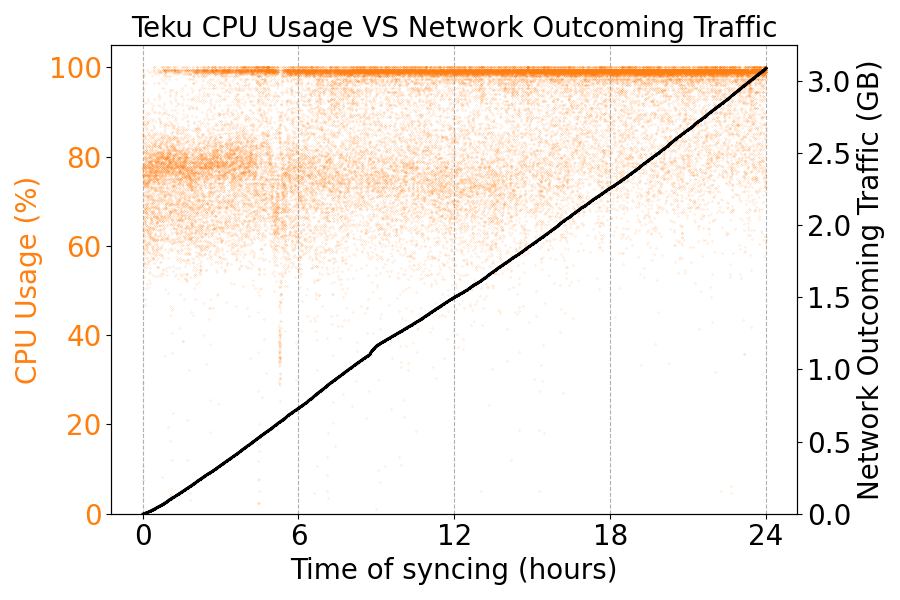 Teku CPU Usage VS Network Outcoming Traffic
CPU Usage (%)
100
80
60
40
20
0
3.0
2.5
2.0
1.5
1.0
0.5
0.0
Network Outcoming Traffic (GB)
0 6 12 18 24
Time of syncing (hours)